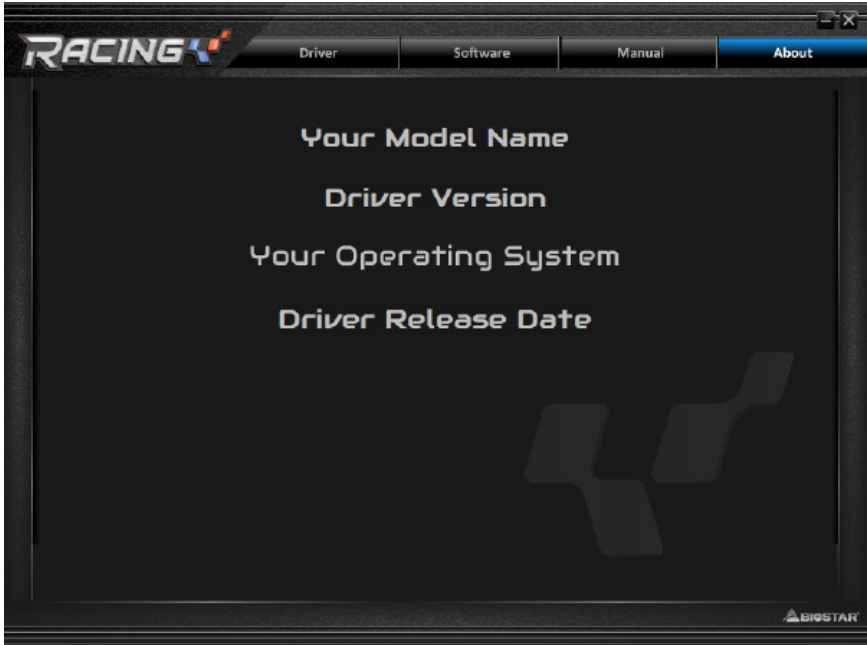 RACING
Driver
Software
Manual
About
Your Model Name
Driver Version
Your Operating System
Driver Release Date
BIOSTAR